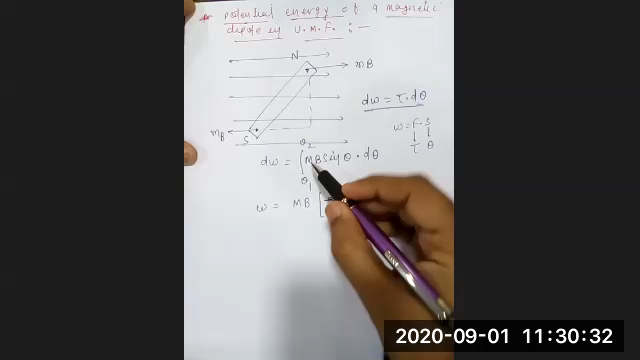 * potential energy of a magnetic
dipole in U.M.F. :—
N
mB
mB
S
dw = τ · dθ
w = F · S
τ θ
θ2
dw = ∫ MB sin θ · dθ
θ1
w = MB [
2020-09-01 11:30:32